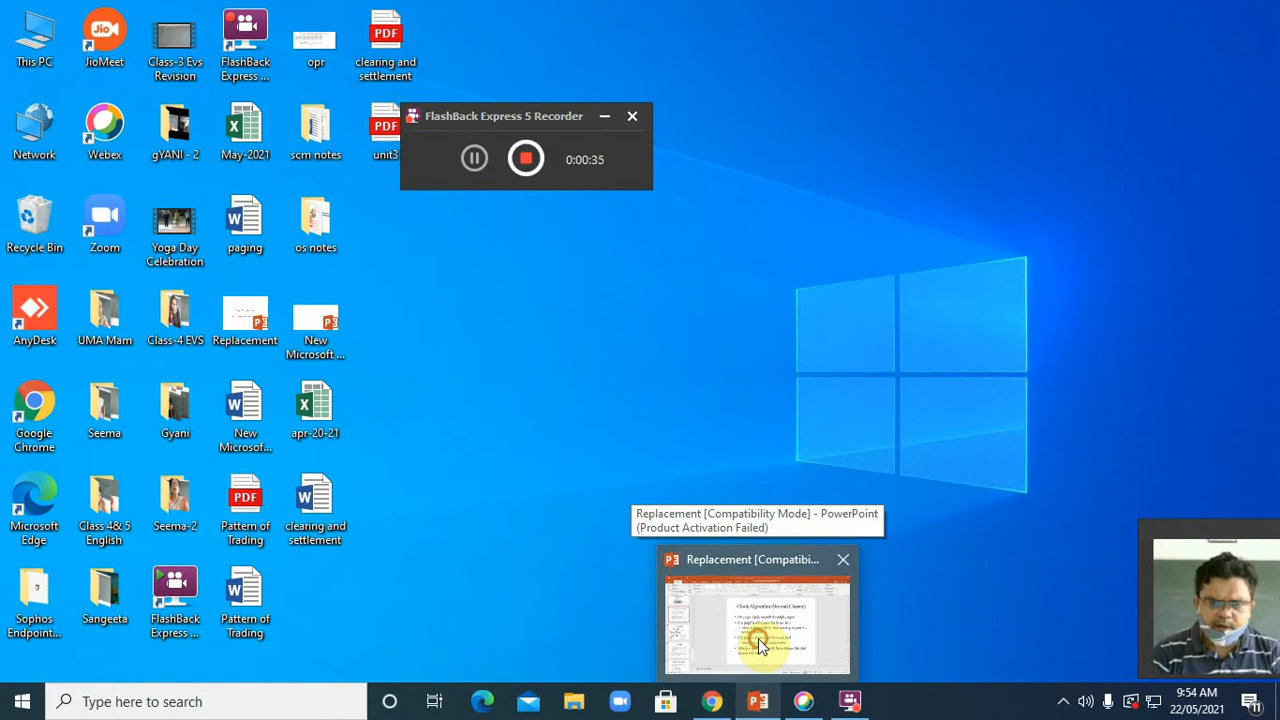 This PC
JioMeet
Class-3 Evs
Revision
FlashBack
Express ...
opr
PDF
clearing and
settlement
Network
Webex
gYANI - 2
May-2021
scm notes
PDF
unit3
FlashBack Express 5 Recorder
0:00:35
Recycle Bin
Zoom
Yoga Day
Celebration
paging
os notes
AnyDesk
UMA Mam
Class-4 EVS
Replacement
New
Microsoft ...
Google
Chrome
Seema
Gyani
New
Microsof...
apr-20-21
Microsoft
Edge
Class 4& 5
English
Seema-2
PDF
Pattern of
Trading
clearing and
settlement
FlashBack
Express ...
Pattern of
Trading
Replacement [Compatibility Mode] - PowerPoint
(Product Activation Failed)
Replacement [Compatibi...
Clock Algorithm (Second Chance)
Type here to search
9:54 AM
22/05/2021
11